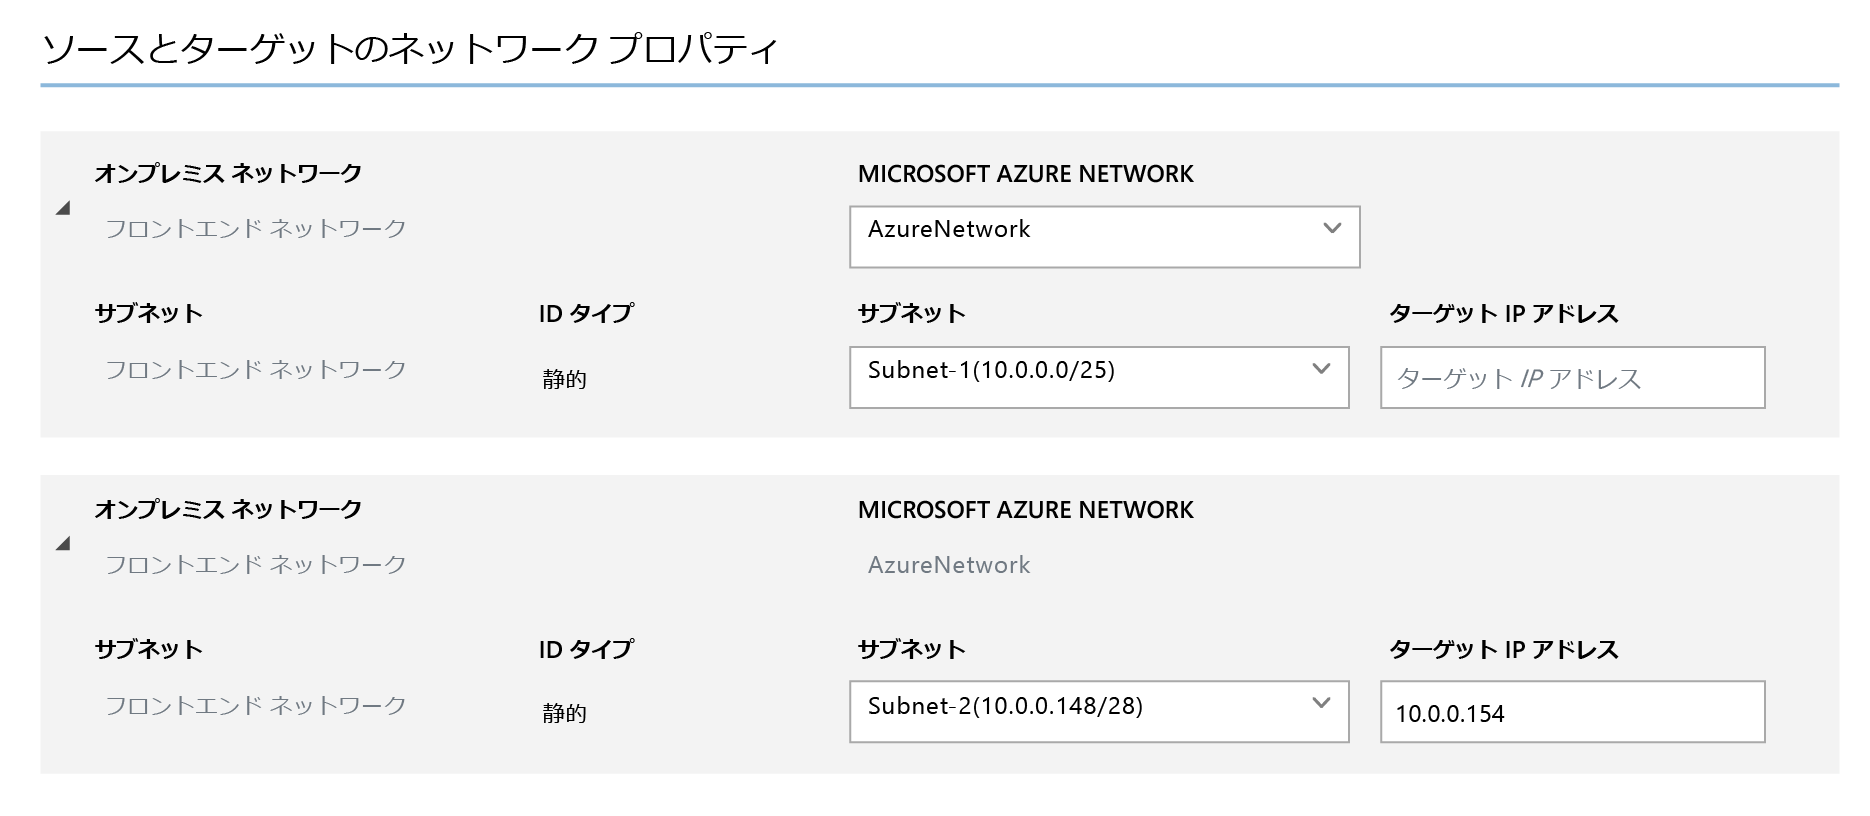 ソースとターゲットのネットワーク プロパティ
オンプレミス ネットワーク MICROSOFT AZURE NETWORK
フロントエンド ネットワーク AzureNetwork
サブネット ID タイプ サブネット ターゲット IP アドレス
フロントエンド ネットワーク 静的 Subnet-1(10.0.0.0/25) ターゲット IP アドレス
オンプレミス ネットワーク MICROSOFT AZURE NETWORK
フロントエンド ネットワーク AzureNetwork
サブネット ID タイプ サブネット ターゲット IP アドレス
フロントエンド ネットワーク 静的 Subnet-2(10.0.0.148/28) 10.0.0.154